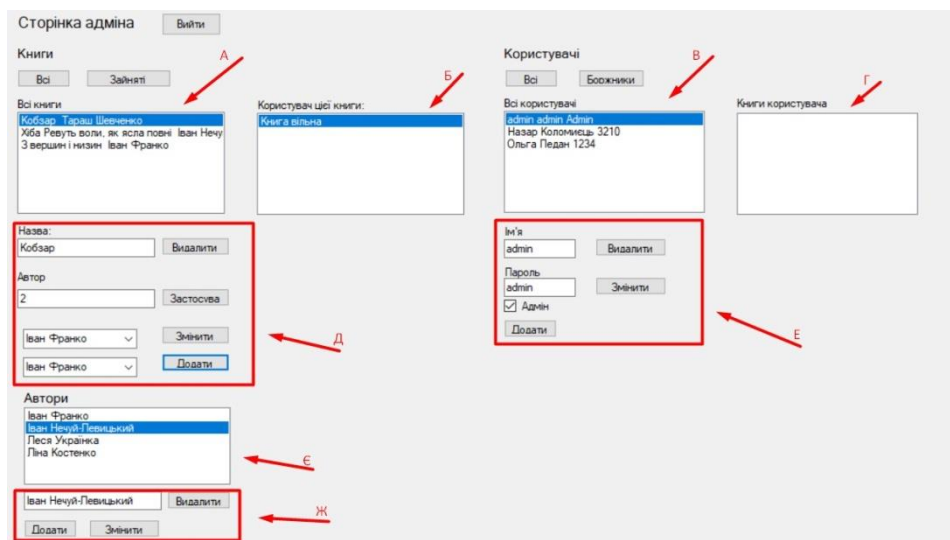 Сторінка адміна Вийти
Книги А
Всі Зайняті
Всі книги
Кобзар Тараш Шевченко
Хіба Ревуть воли, як ясла повні Іван Нечу
З вершин і низин Іван Франко
Користувач цієї книги: Б
Книга вільна
Користувачі В
Всі Боржники
Всі користувачі
admin admin Admin
Назар Коломиєць 3210
Ольга Педан 1234
Книги користувача Г
Назва:
Кобзар Видалити
Автор
2 Застосува
Іван Франко Змінити
Іван Франко Додати
Д
Ім'я
admin Видалити
Пароль
admin Змінити
Адмін
Додати
Е
Автори
Іван Франко
Іван Нечуй-Левицький
Леся Українка
Ліна Костенко
Є
Іван Нечуй-Левицький Видалити
Додати Змінити
Ж